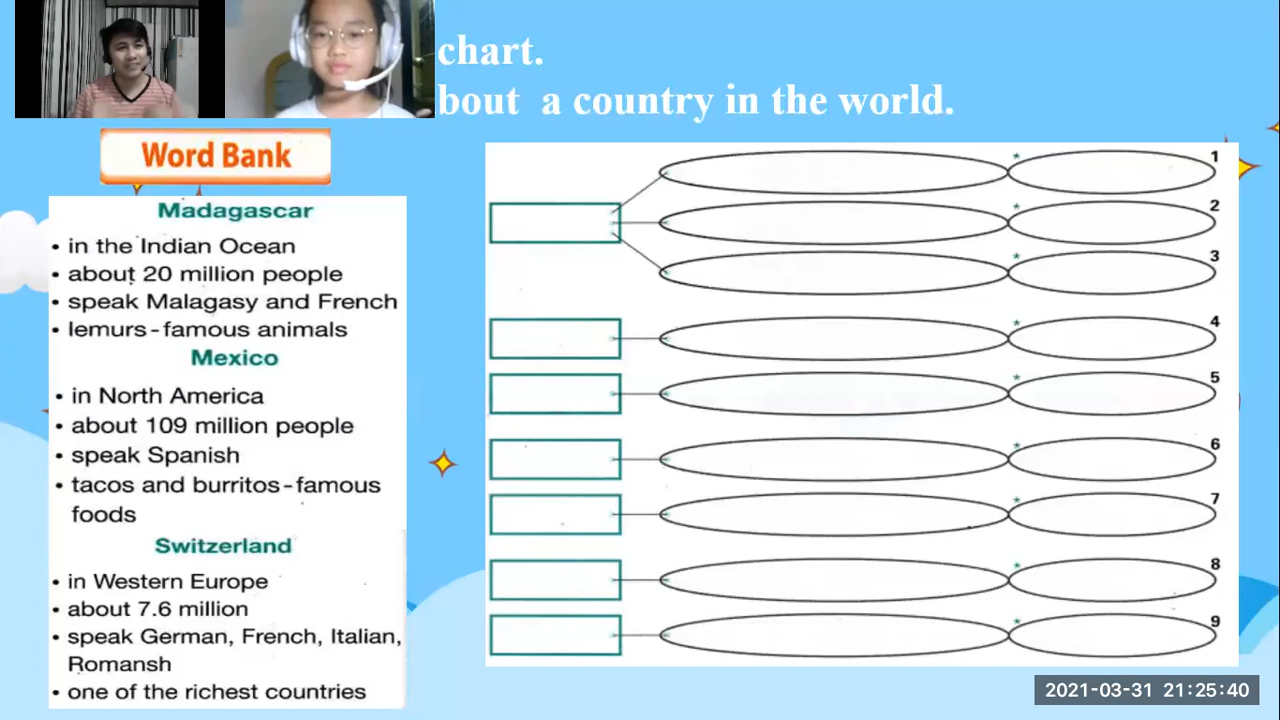 chart.
bout a country in the world.
Word Bank
Madagascar
• in the Indian Ocean
• about 20 million people
• speak Malagasy and French
• lemurs-famous animals
Mexico
• in North America
• about 109 million people
• speak Spanish
• tacos and burritos-famous
foods
Switzerland
• in Western Europe
• about 7.6 million
• speak German, French, Italian,
Romansh
• one of the richest countries
* 1
* 2
* 3
* 4
* 5
* 6
* 7
* 8
* 9
2021-03-31 21:25:40